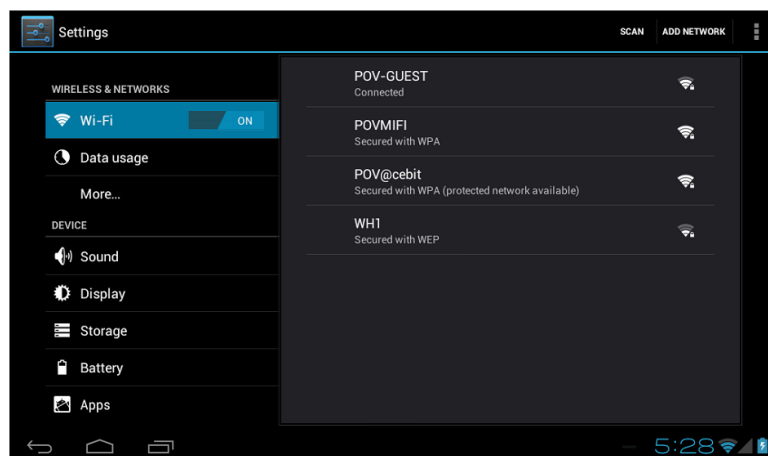 Settings
SCAN
ADD NETWORK
WIRELESS & NETWORKS
Wi-Fi
ON
Data usage
More...
DEVICE
Sound
Display
Storage
Battery
Apps
POV-GUEST
Connected
POVMIFI
Secured with WPA
POV@cebit
Secured with WPA (protected network available)
WH1
Secured with WEP
5:28